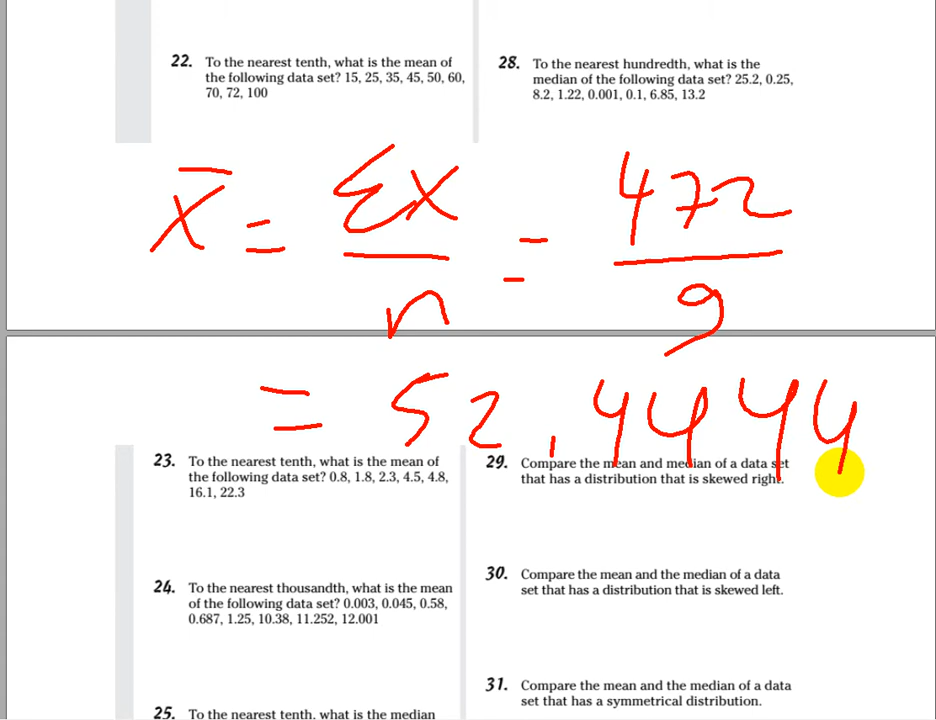 22. To the nearest tenth, what is the mean of
the following data set? 15, 25, 35, 45, 50, 60,
70, 72, 100
28. To the nearest hundredth, what is the
median of the following data set? 25.2, 0.25,
8.2, 1.22, 0.001, 0.1, 6.85, 13.2
x̄ = Σx/n = 472/9
= 52.4444
23. To the nearest tenth, what is the mean of
the following data set? 0.8, 1.8, 2.3, 4.5, 4.8,
16.1, 22.3
24. To the nearest thousandth, what is the mean
of the following data set? 0.003, 0.045, 0.58,
0.687, 1.25, 10.38, 11.252, 12.001
25. To the nearest tenth, what is the median
29. Compare the mean and median of a data set
that has a distribution that is skewed right.
30. Compare the mean and the median of a data
set that has a distribution that is skewed left.
31. Compare the mean and the median of a data
set that has a symmetrical distribution.